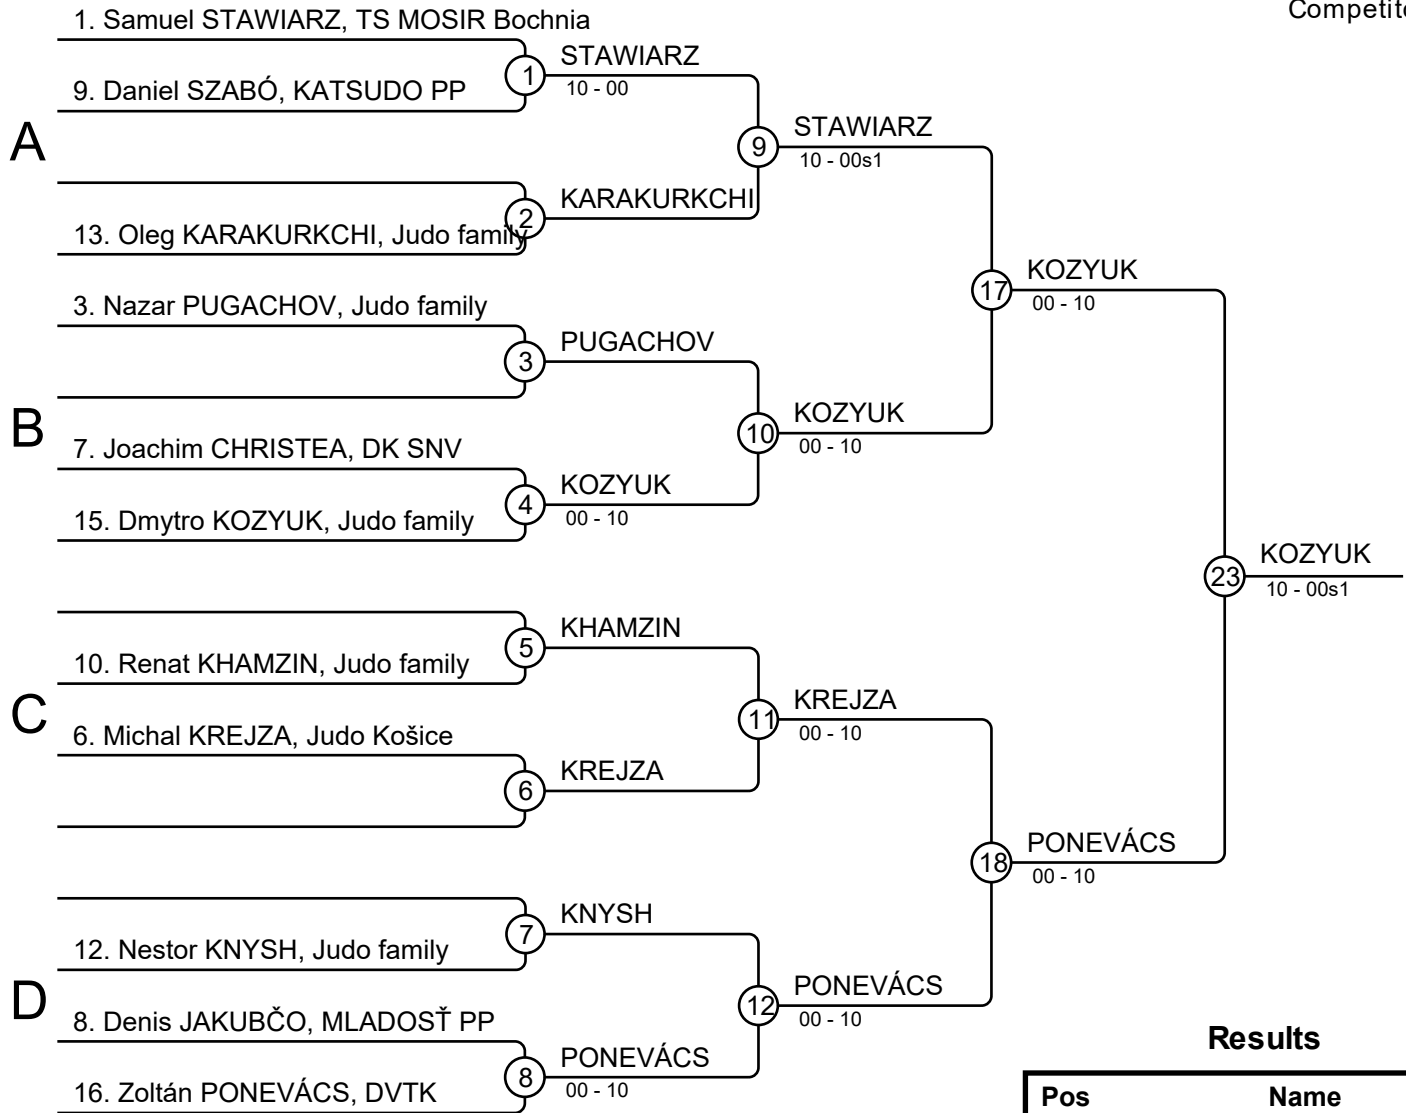 Competito
1. Samuel STAWIARZ, TS MOSIR Bochnia
STAWIARZ
1
10 - 00
9. Daniel SZABÓ, KATSUDO PP
A
STAWIARZ
9
10 - 00s1
KARAKURKCHI
2
13. Oleg KARAKURKCHI, Judo family
KOZYUK
17
00 - 10
3. Nazar PUGACHOV, Judo family
PUGACHOV
3
B
KOZYUK
10
00 - 10
7. Joachim CHRISTEA, DK SNV
KOZYUK
4
00 - 10
15. Dmytro KOZYUK, Judo family
KOZYUK
23
10 - 00s1
KHAMZIN
5
10. Renat KHAMZIN, Judo family
C
KREJZA
11
00 - 10
6. Michal KREJZA, Judo Košice
KREJZA
6
PONEVÁCS
18
00 - 10
KNYSH
7
12. Nestor KNYSH, Judo family
D
PONEVÁCS
12
00 - 10
8. Denis JAKUBČO, MLADOSŤ PP
PONEVÁCS
8
00 - 10
16. Zoltán PONEVÁCS, DVTK
Results
Pos Name